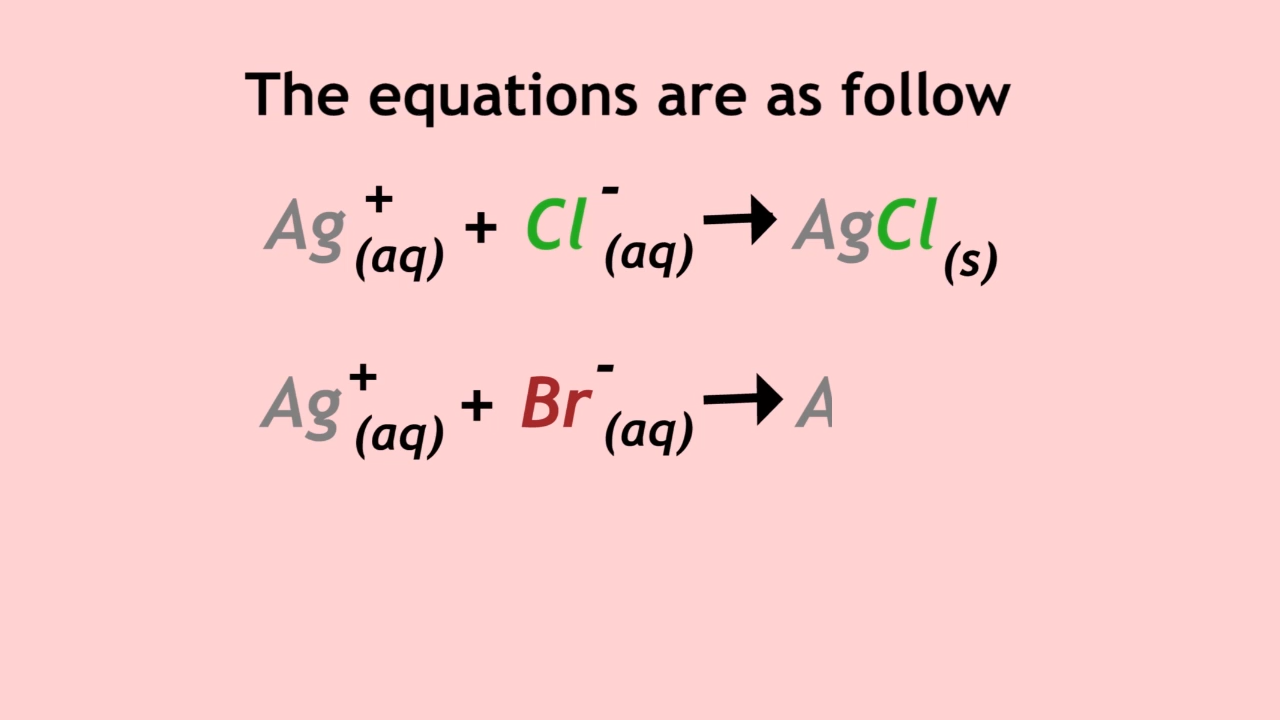 The equations are as follow
Ag⁺(aq) + Cl⁻(aq) → AgCl(s)
Ag⁺(aq) + Br⁻(aq) → A